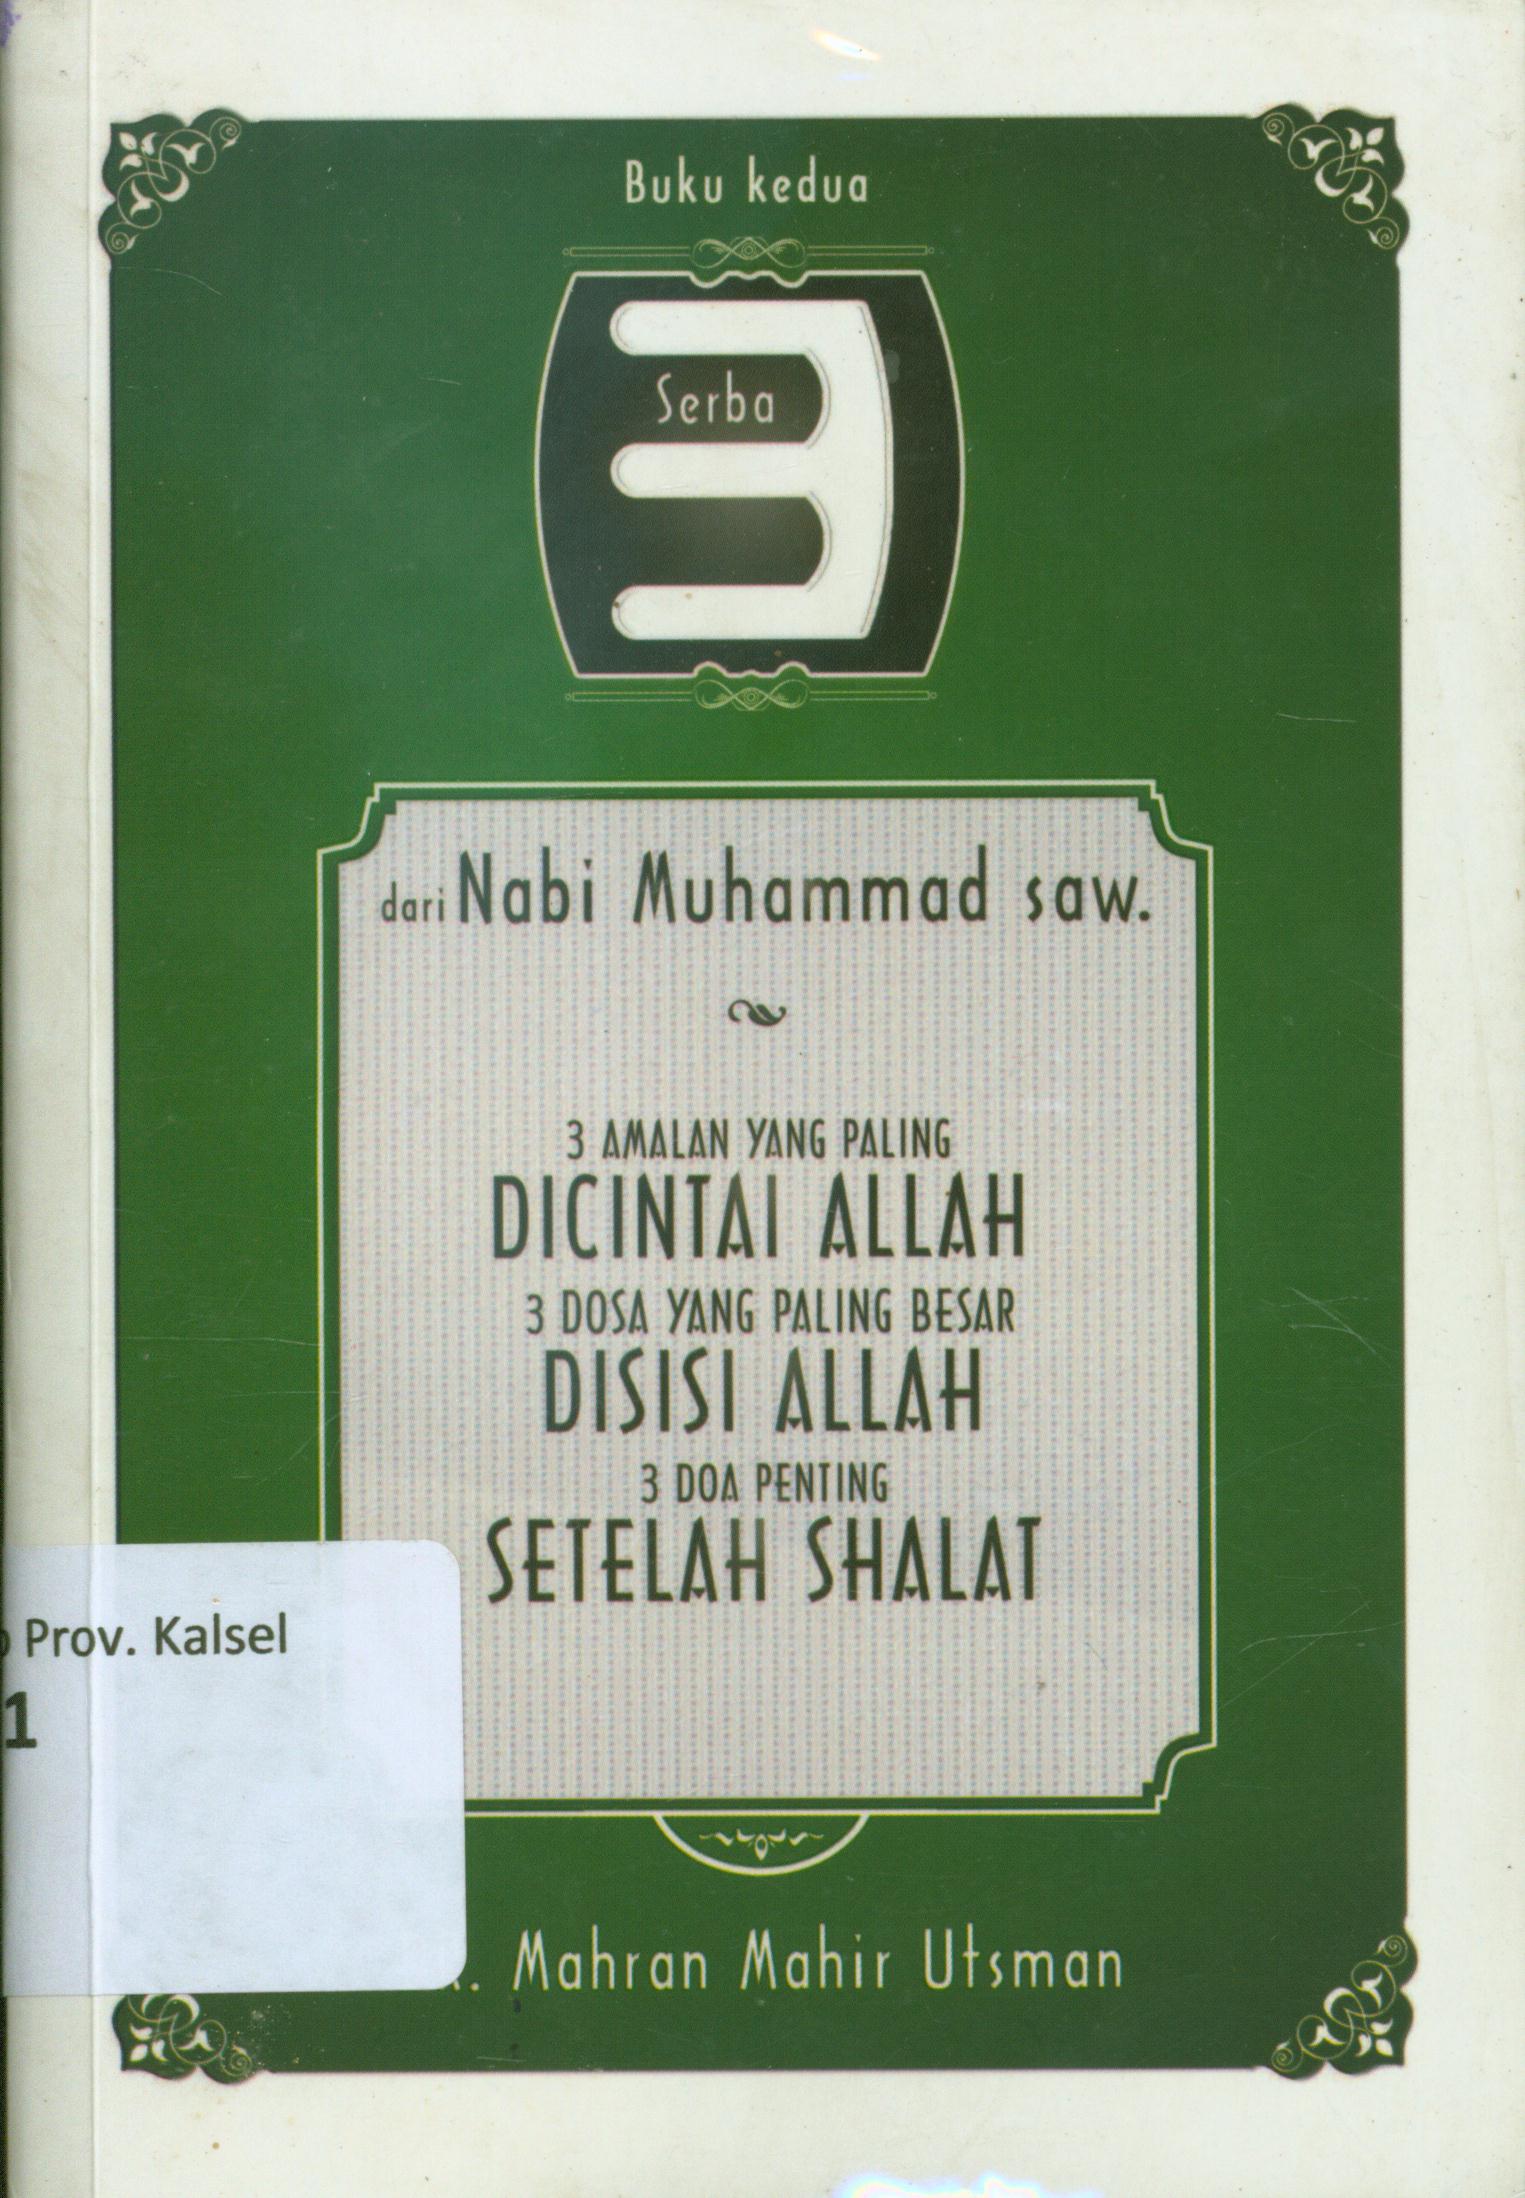 Buku kedua
Serba
3
dari Nabi Muhammad saw.
3 AMALAN YANG PALING
DICINTAI ALLAH
3 DOSA YANG PALING BESAR
DISISI ALLAH
3 DOA PENTING
SETELAH SHALAT
Prov. Kalsel
1
Mahran Mahir Utsman